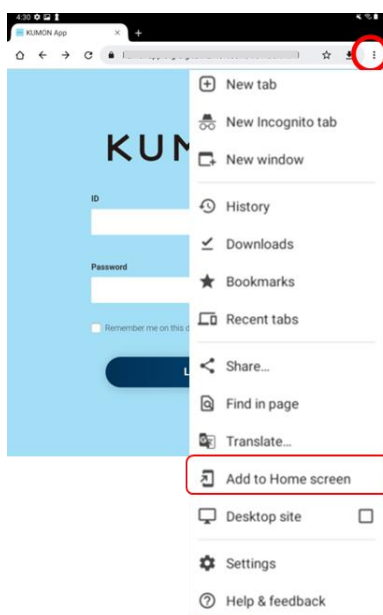 4:30
KUMON App
KUM
ID
Password
Remember me on this d
L
New tab
New Incognito tab
New window
History
Downloads
Bookmarks
Recent tabs
Share...
Find in page
Translate...
Add to Home screen
Desktop site
Settings
Help & feedback